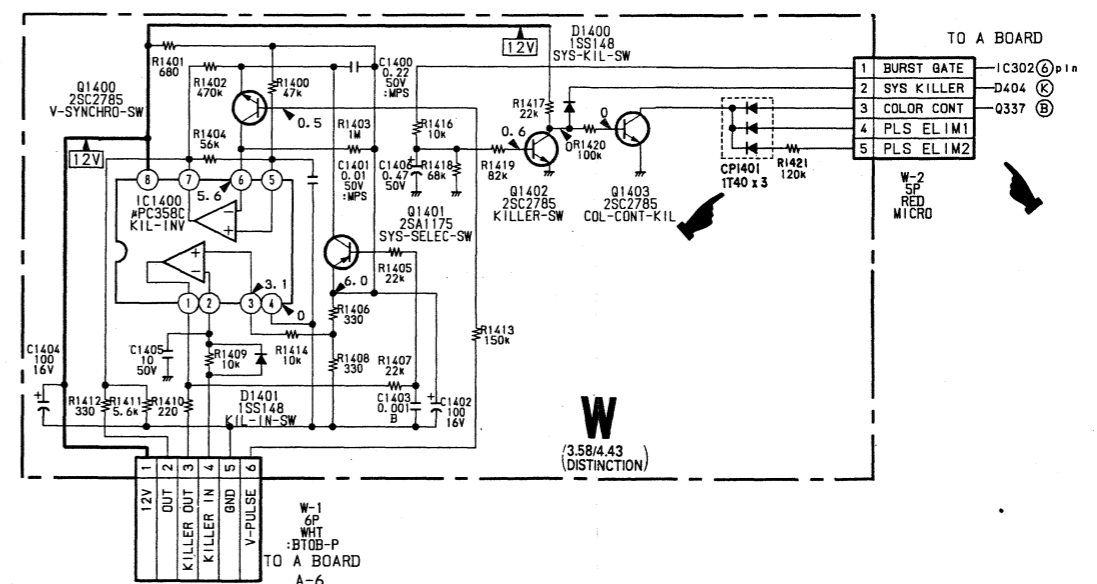 D1400
1SS148
SYS-KIL-SW
12V
TO A BOARD
R1401
680
R1402
470k
R1400
47k
C1400
0.22
50V
:MPS
1 BURST GATE IC302 6 pin
2 SYS KILLER D404 K
3 COLOR CONT Q337 B
4 PLS ELIM1
5 PLS ELIM2
Q1400
2SC2785
V-SYNCHRO-SW
0.5
R1417
22k
R1416
10k
R1404
56k
R1403
1M
0.6
0
0
R1420
100k
12V
C1401
0.01
50V
:MPS
C1406
0.47
50V
R1418
68k
R1419
82k
CP1401
1T40 x 3
R1421
120k
8 7 6 5
5.6
IC1400
μPC358C
KIL-INV
Q1401
2SA1175
SYS-SELEC-SW
Q1402
2SC2785
KILLER-SW
Q1403
2SC2785
COL-CONT-KIL
W-2
5P
RED
MICRO
R1405
22k
3.1
6.0
0
1 2 3 4
R1406
330
R1413
150k
C1404
100
16V
C1405
10
50V
R1409
10k
R1414
10k
R1408
330
R1407
22k
R1412
330
R1411
5.6k
R1410
220
D1401
1SS148
KIL-IN-SW
C1403
0.001
B
C1402
100
16V
W
(3.58/4.43
DISTINCTION)
1 2 3 4 5 6
12V
OUT
KILLER OUT
KILLER IN
GND
V-PULSE
W-1
6P
WHT
:BTOB-P
TO A BOARD
A-6